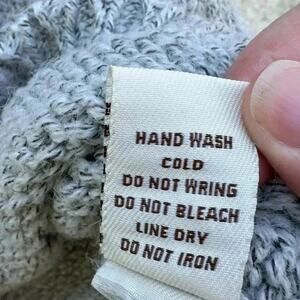 HAND WASH
COLD
DO NOT WRING
DO NOT BLEACH
LINE DRY
DO NOT IRON